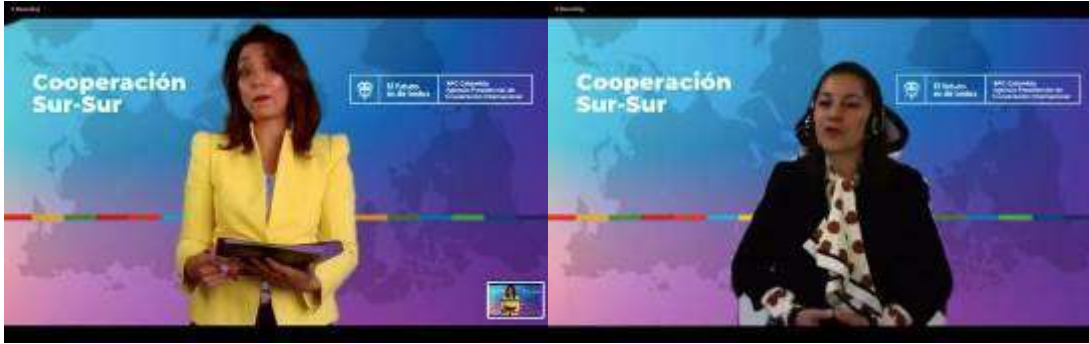 Cooperación
Sur-Sur
El futuro
es de todos
APC Colombia
Agencia Presidencial de
Cooperación Internacional
Cooperación
Sur-Sur
El futuro
es de todos
APC Colombia
Agencia Presidencial de
Cooperación Internacional